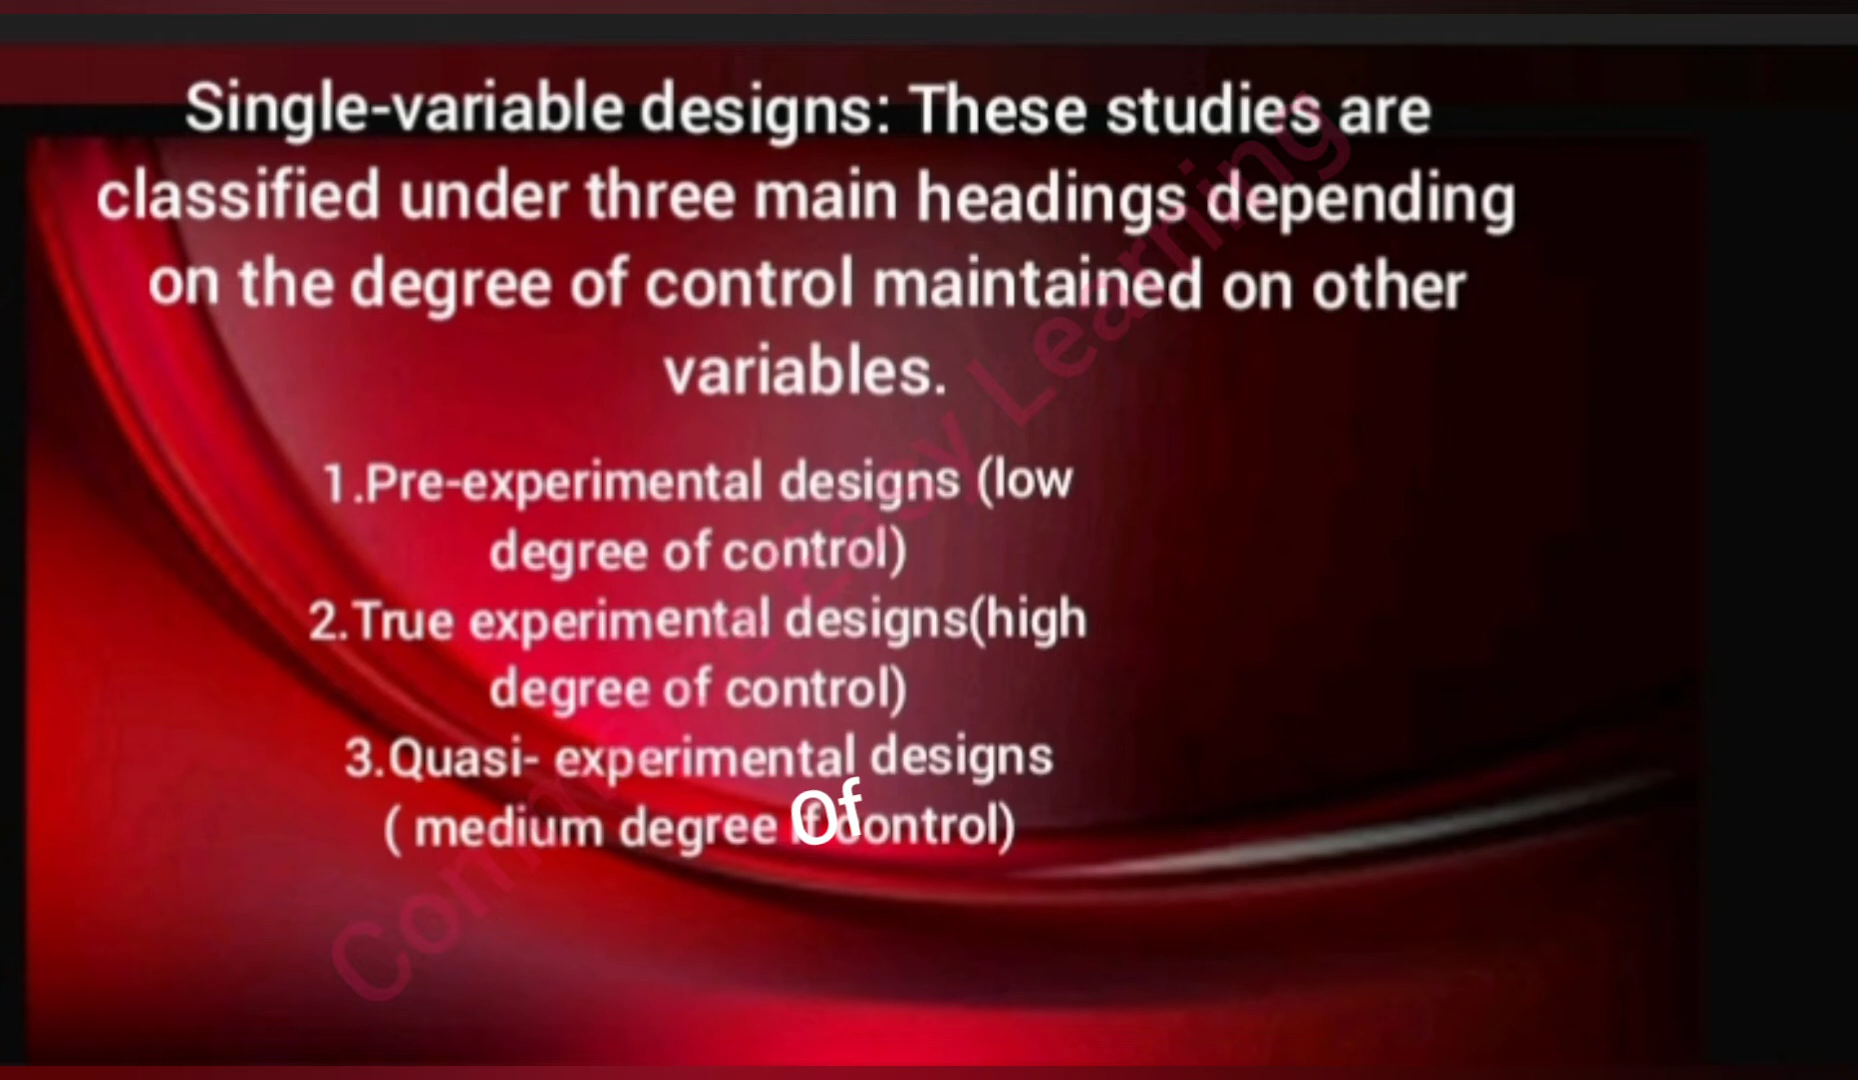 Single-variable designs: These studies are
classified under three main headings depending
on the degree of control maintained on other
variables.
1.Pre-experimental designs (low
degree of control)
2.True experimental designs(high
degree of control)
3.Quasi- experimental designs
( medium degree Of control)
Learning